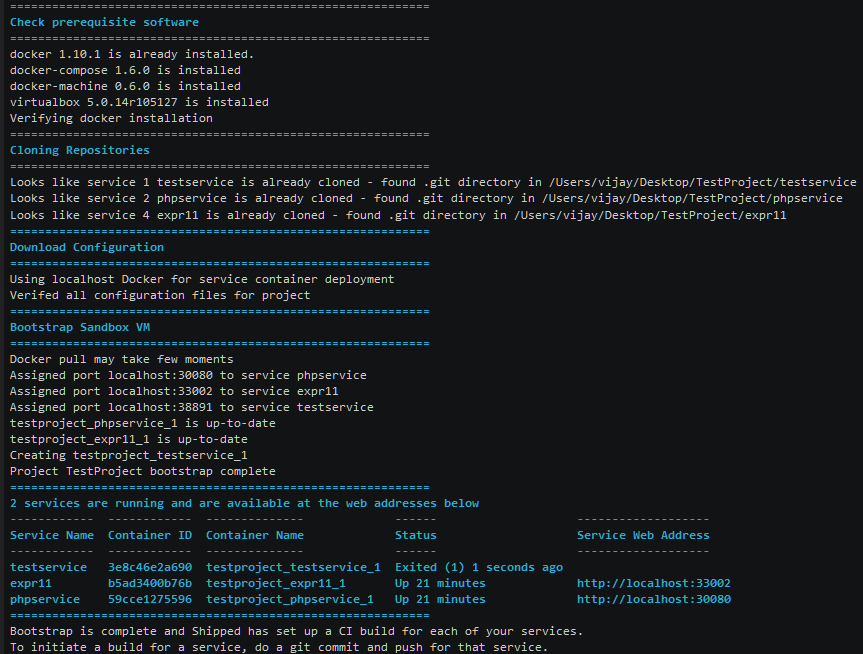 ============================================================
Check prerequisite software
============================================================
docker 1.10.1 is already installed.
docker-compose 1.6.0 is installed
docker-machine 0.6.0 is installed
virtualbox 5.0.14r105127 is installed
Verifying docker installation
============================================================
Cloning Repositories
============================================================
Looks like service 1 testservice is already cloned - found .git directory in /Users/vijay/Desktop/TestProject/testservice
Looks like service 2 phpservice is already cloned - found .git directory in /Users/vijay/Desktop/TestProject/phpservice
Looks like service 4 expr11 is already cloned - found .git directory in /Users/vijay/Desktop/TestProject/expr11
============================================================
Download Configuration
============================================================
Using localhost Docker for service container deployment
Verifed all configuration files for project
============================================================
Bootstrap Sandbox VM
============================================================
Docker pull may take few moments
Assigned port localhost:30080 to service phpservice
Assigned port localhost:33002 to service expr11
Assigned port localhost:38891 to service testservice
testproject_phpservice_1 is up-to-date
testproject_expr11_1 is up-to-date
Creating testproject_testservice_1
Project TestProject bootstrap complete
============================================================
2 services are running and are available at the web addresses below
------------  ------------  --------------             ------                    -------------------
Service Name  Container ID  Container Name             Status                    Service Web Address
------------  ------------  --------------             ------                    -------------------
testservice   3e8c46e2a690  testproject_testservice_1  Exited (1) 1 seconds ago
expr11        b5ad3400b76b  testproject_expr11_1       Up 21 minutes             http://localhost:33002
phpservice    59cce1275596  testproject_phpservice_1   Up 21 minutes             http://localhost:30080
============================================================
Bootstrap is complete and Shipped has set up a CI build for each of your services.
To initiate a build for a service, do a git commit and push for that service.